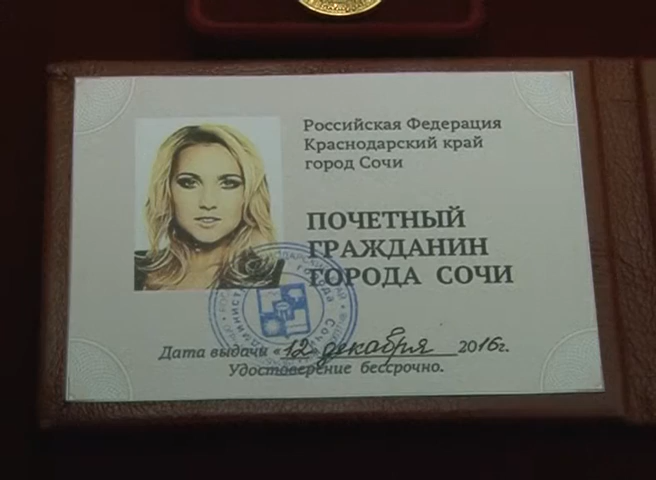 Российская Федерация
Краснодарский край
город Сочи
ПОЧЕТНЫЙ
ГРАЖДАНИН
ГОРОДА СОЧИ
Дата выдачи «12» декабря 2016г.
Удостоверение бессрочно.